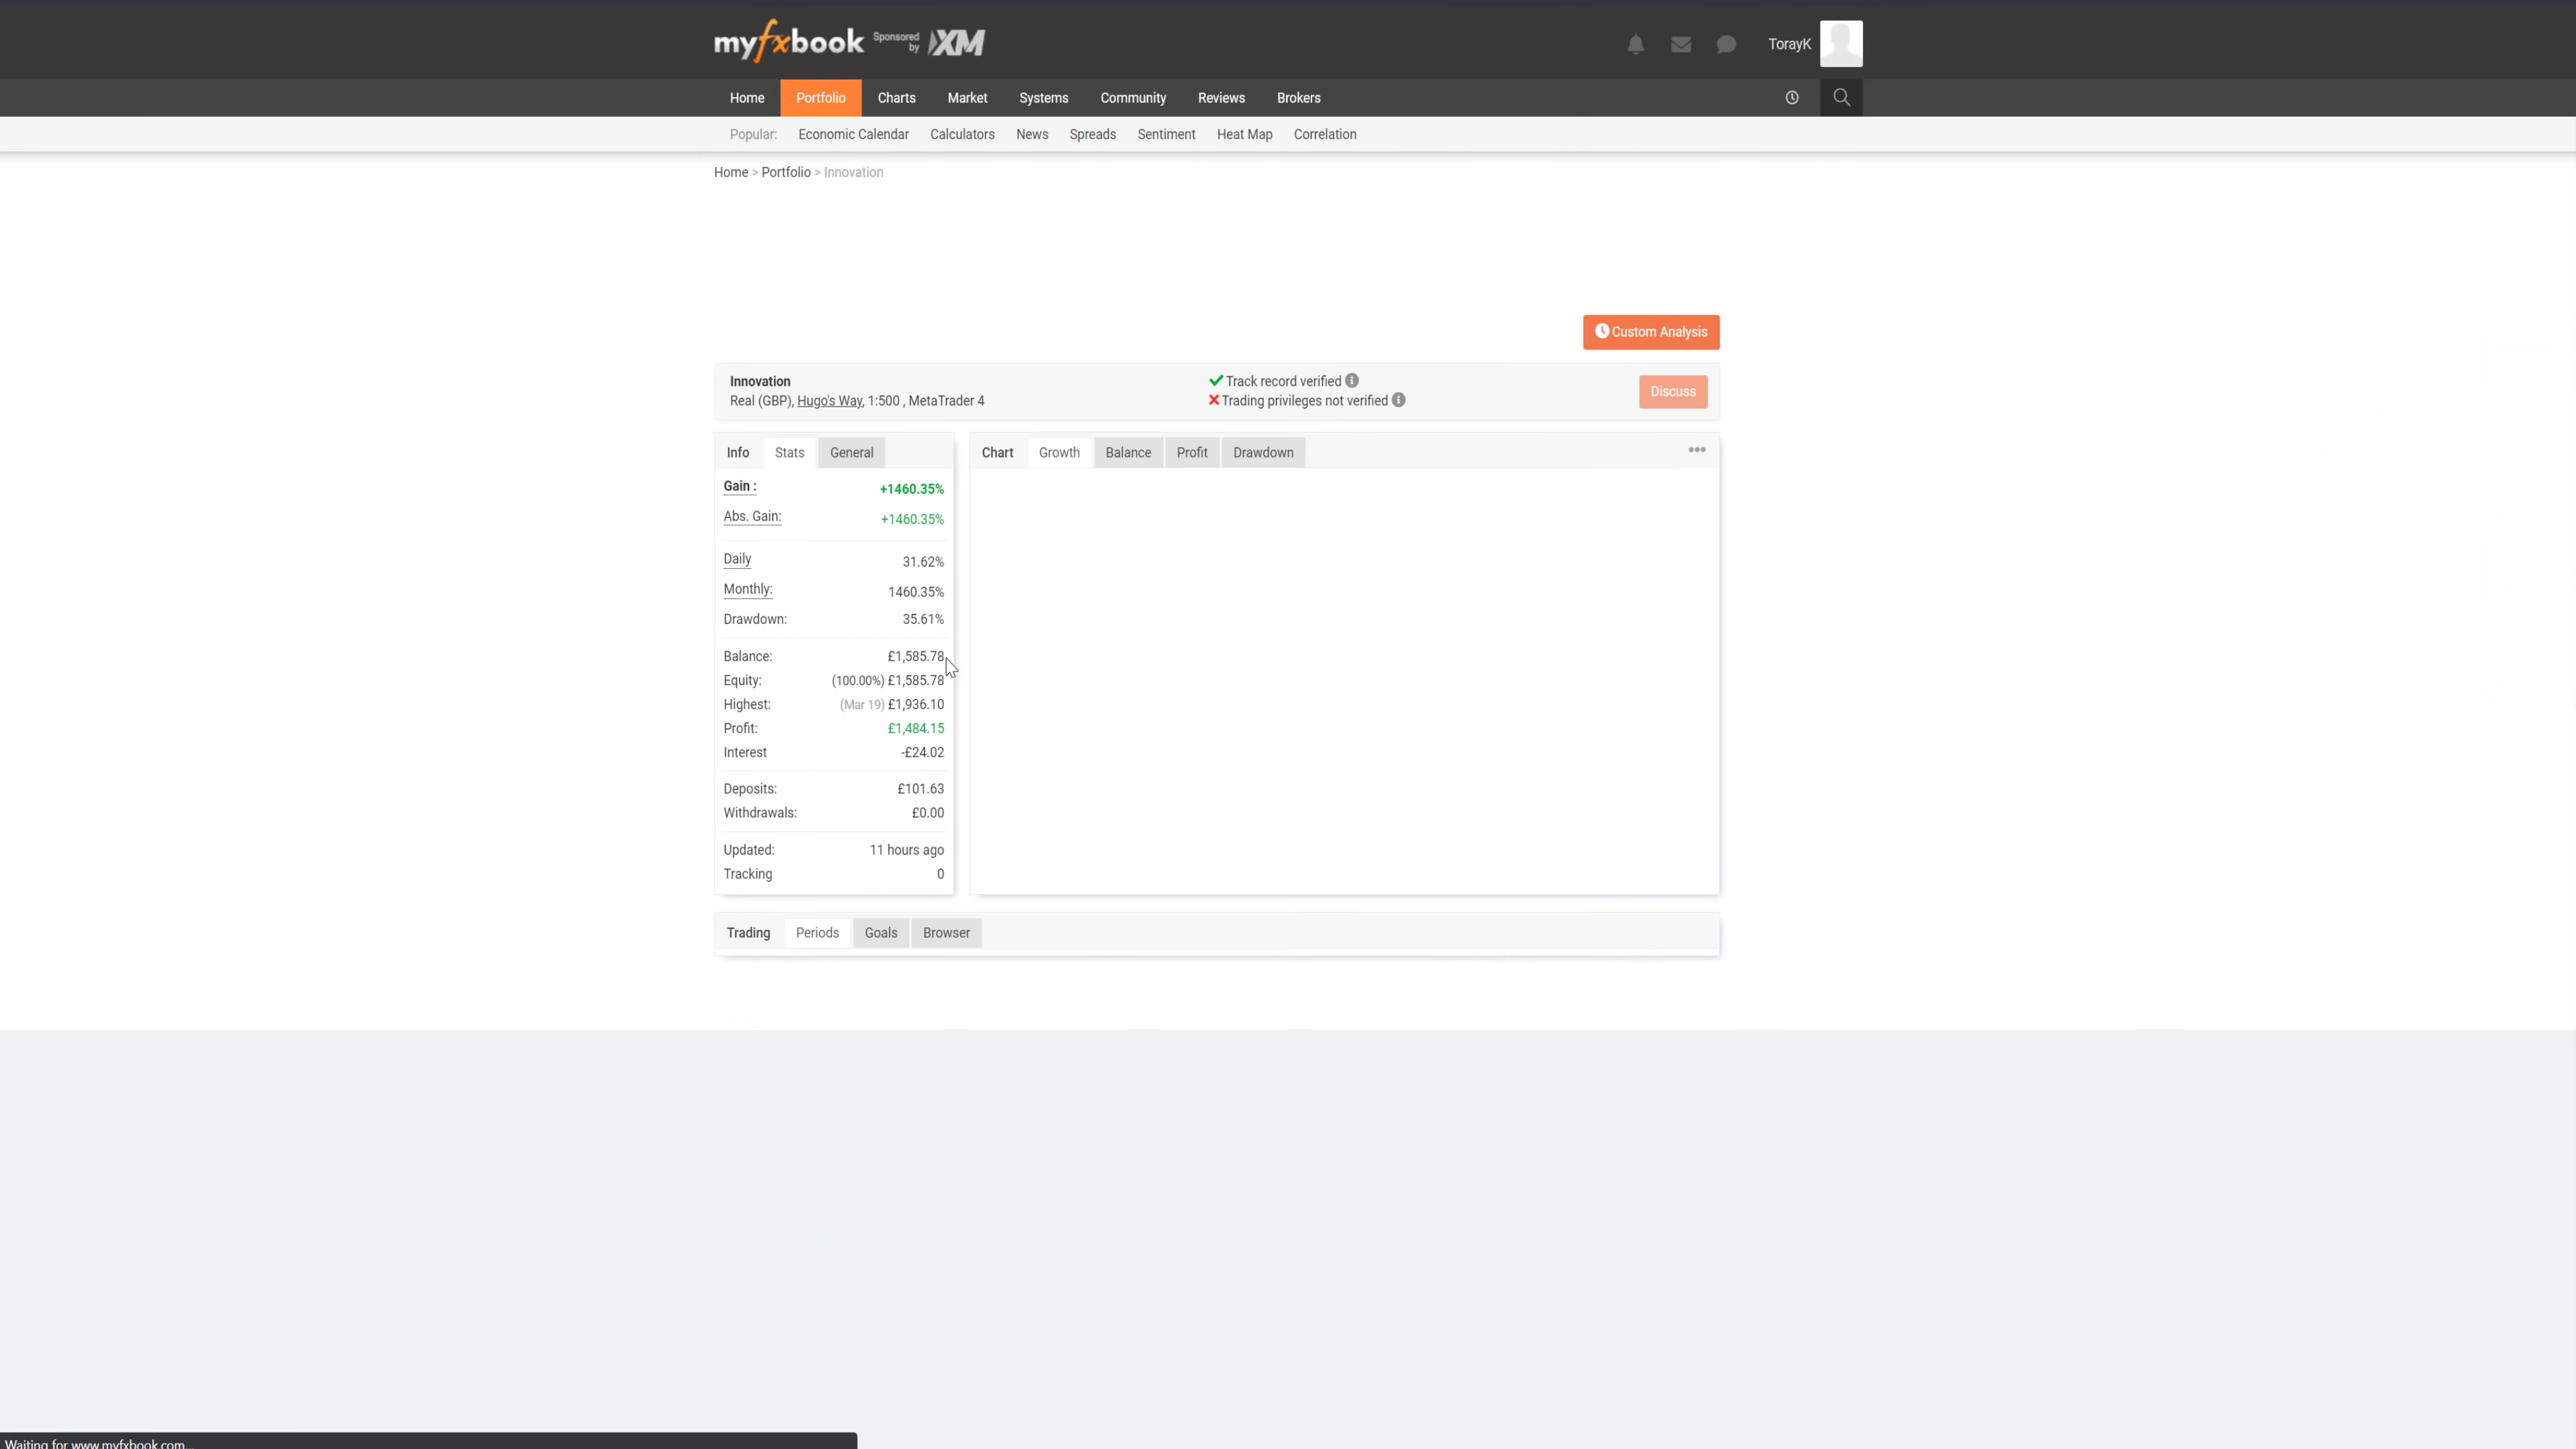 myfxbook Sponsored by XM
TorayK
Home Portfolio Charts Market Systems Community Reviews Brokers
Popular: Economic Calendar Calculators News Spreads Sentiment Heat Map Correlation
Home > Portfolio > Innovation
Custom Analysis
Innovation
Real (GBP), Hugo's Way, 1:500 , MetaTrader 4
Track record verified
Trading privileges not verified
Discuss
Info Stats General
Gain : +1460.35%
Abs. Gain: +1460.35%
Daily 31.62%
Monthly: 1460.35%
Drawdown: 35.61%
Balance: £1,585.78
Equity: (100.00%) £1,585.78
Highest: (Mar 19) £1,936.10
Profit: £1,484.15
Interest -£24.02
Deposits: £101.63
Withdrawals: £0.00
Updated: 11 hours ago
Tracking 0
Chart Growth Balance Profit Drawdown
Trading Periods Goals Browser
Waiting for www.myfxbook.com...